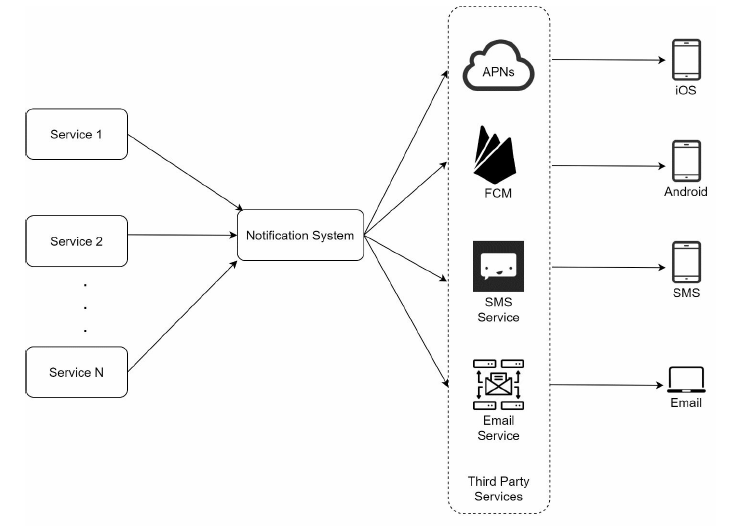 APNs
iOS
Service 1
FCM
Android
Service 2
Notification System
SMS
Service
SMS
Service N
Email
Service
Email
Third Party
Services